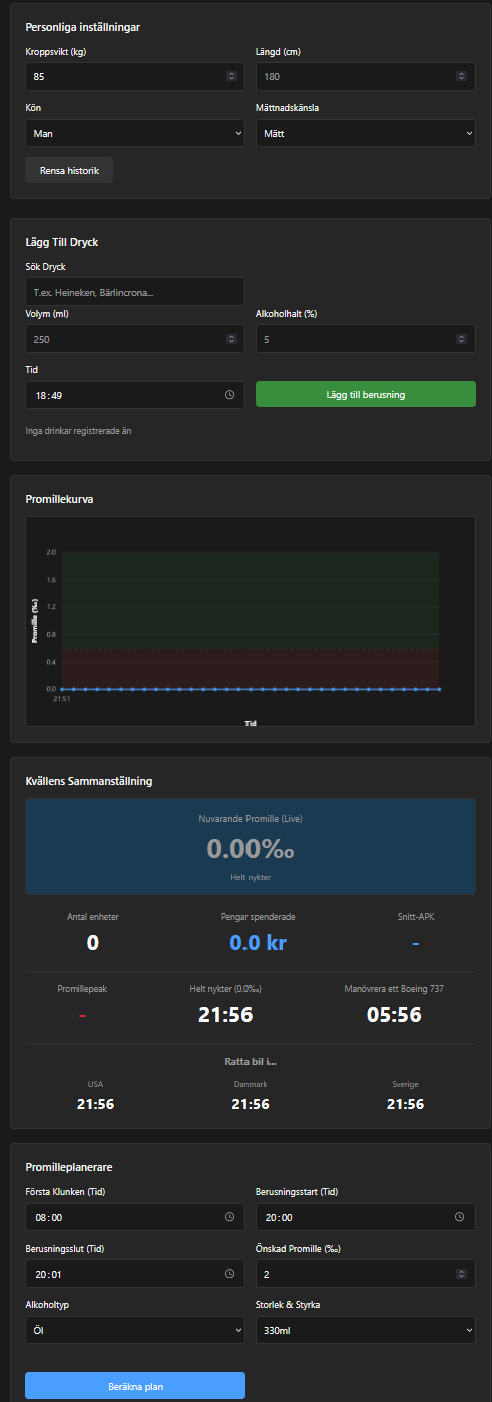 Personliga inställningar
Kroppsvikt (kg) Längd (cm)
85 180
Kön Mättnadskänsla
Man Mätt
Rensa historik
Lägg Till Dryck
Sök Dryck
T.ex. Heineken, Bärlincrona...
Volym (ml) Alkoholhalt (%)
250 5
Tid
18:49 Lägg till berusning
Inga drinkar registrerade än
Promillekurva
2.0
1.6
1.2
0.8
0.4
0.0
Promille (‰)
21:51
Tid
Kvällens Sammanställning
Nuvarande Promille (Live)
0.00‰
Helt nykter
Antal enheter Pengar spenderade Snitt-APK
0 0.0 kr -
Promillepeak Helt nykter (0.0‰) Manövrera ett Boeing 737
- 21:56 05:56
Ratta bil i...
USA Danmark Sverige
21:56 21:56 21:56
Promilleplanerare
Första Klunken (Tid) Berusningsstart (Tid)
08:00 20:00
Berusningsslut (Tid) Önskad Promille (‰)
20:01 2
Alkoholtyp Storlek & Styrka
Öl 330ml
Beräkna plan